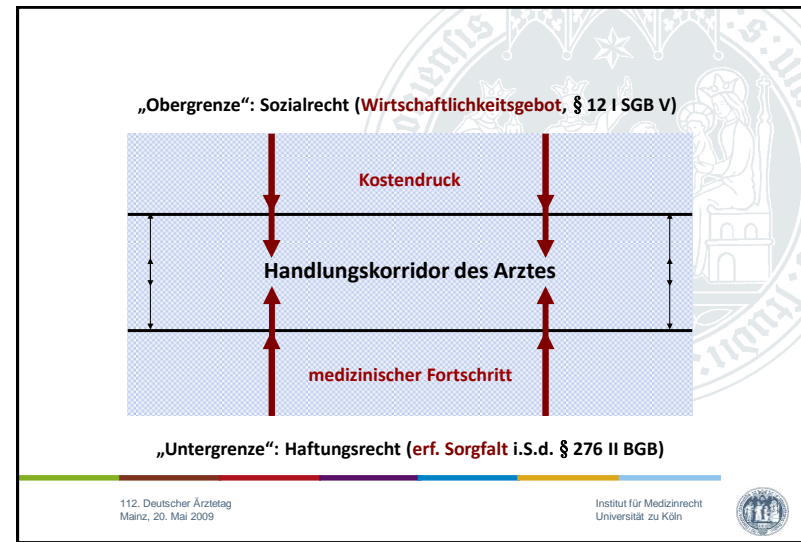 „Obergrenze“: Sozialrecht (Wirtschaftlichkeitsgebot, § 12 I SGB V)
Kostendruck
Handlungskorridor des Arztes
medizinischer Fortschritt
„Untergrenze“: Haftungsrecht (erf. Sorgfalt i.S.d. § 276 II BGB)
112. Deutscher Ärztetag
Mainz, 20. Mai 2009
Institut für Medizinrecht
Universität zu Köln